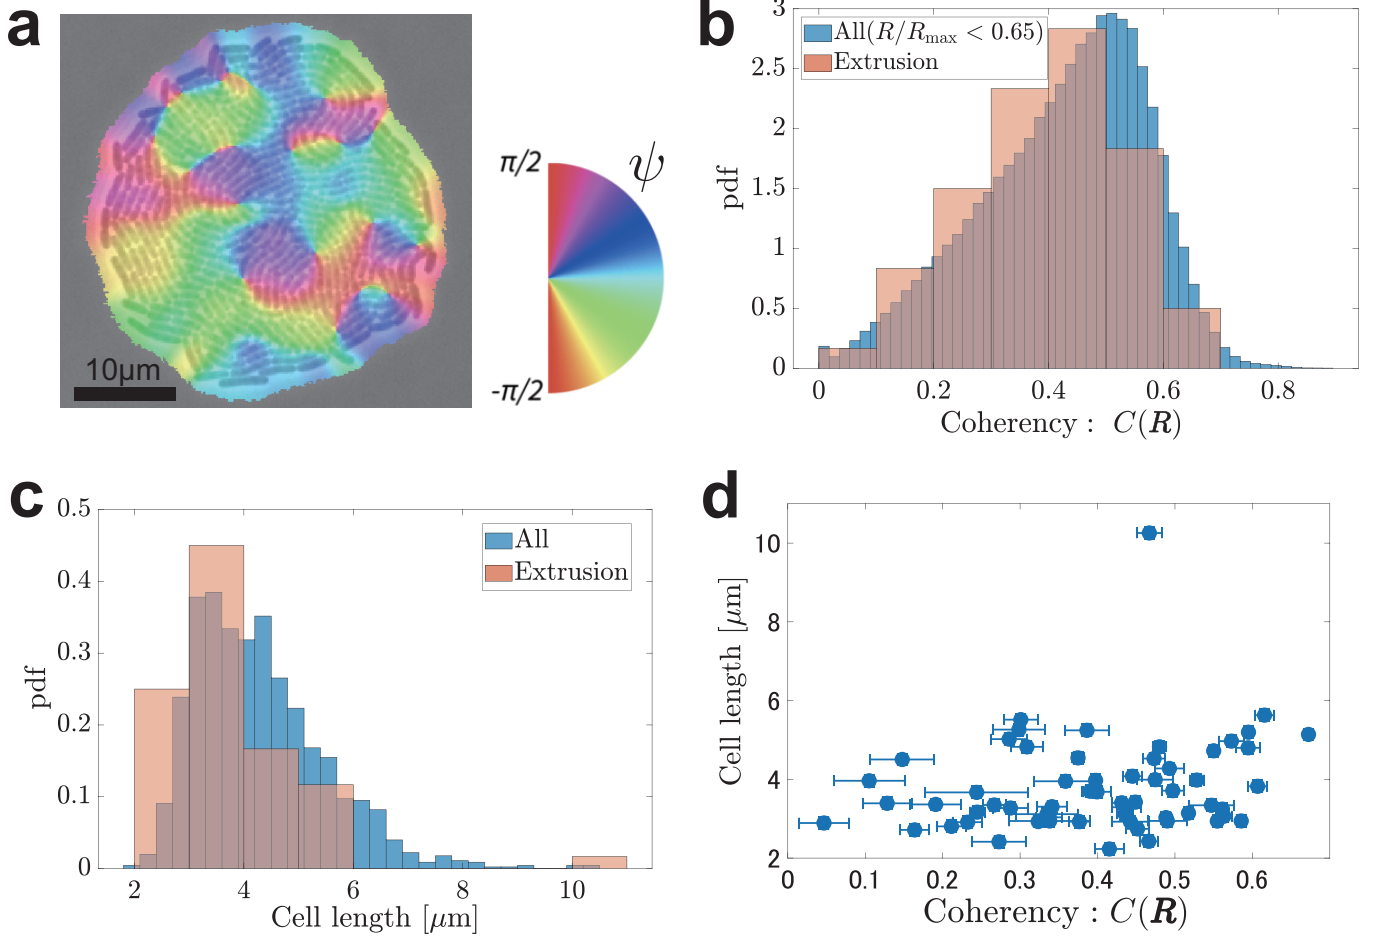 a
10μm
π/2
ψ
-π/2
b
3
2.5
2
1.5
1
0.5
0
pdf
All(R/Rmax < 0.65)
Extrusion
0 0.2 0.4 0.6 0.8
Coherency : C(R)
c
0.5
0.4
0.3
0.2
0.1
0
pdf
All
Extrusion
2 4 6 8 10
Cell length [μm]
d
10
8
6
4
2
Cell length [μm]
0 0.1 0.2 0.3 0.4 0.5 0.6
Coherency : C(R)